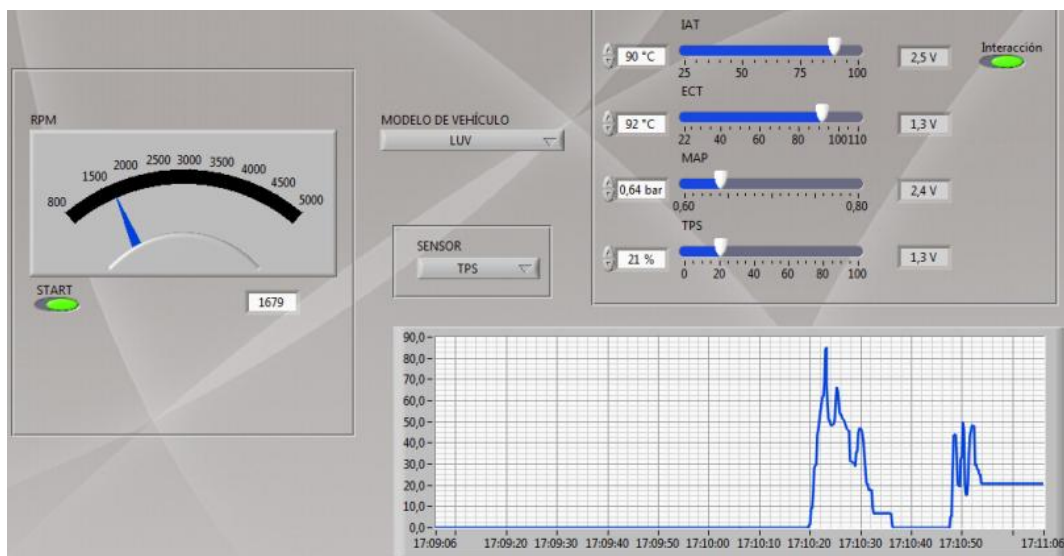 RPM
800 1500 2000 2500 3000 3500 4000 4500 5000
START
1679
MODELO DE VEHÍCULO
LUV
SENSOR
TPS
IAT
90 °C
25 50 75 100
2,5 V
Interacción
ECT
92 °C
22 40 60 80 100110
1,3 V
MAP
0,64 bar
0,60 0,80
2,4 V
TPS
21 %
0 20 40 60 80 100
1,3 V
90,0
80,0
70,0
60,0
50,0
40,0
30,0
20,0
10,0
0,0
17:09:06 17:09:20 17:09:30 17:09:40 17:09:50 17:10:00 17:10:10 17:10:20 17:10:30 17:10:40 17:10:50 17:11:06